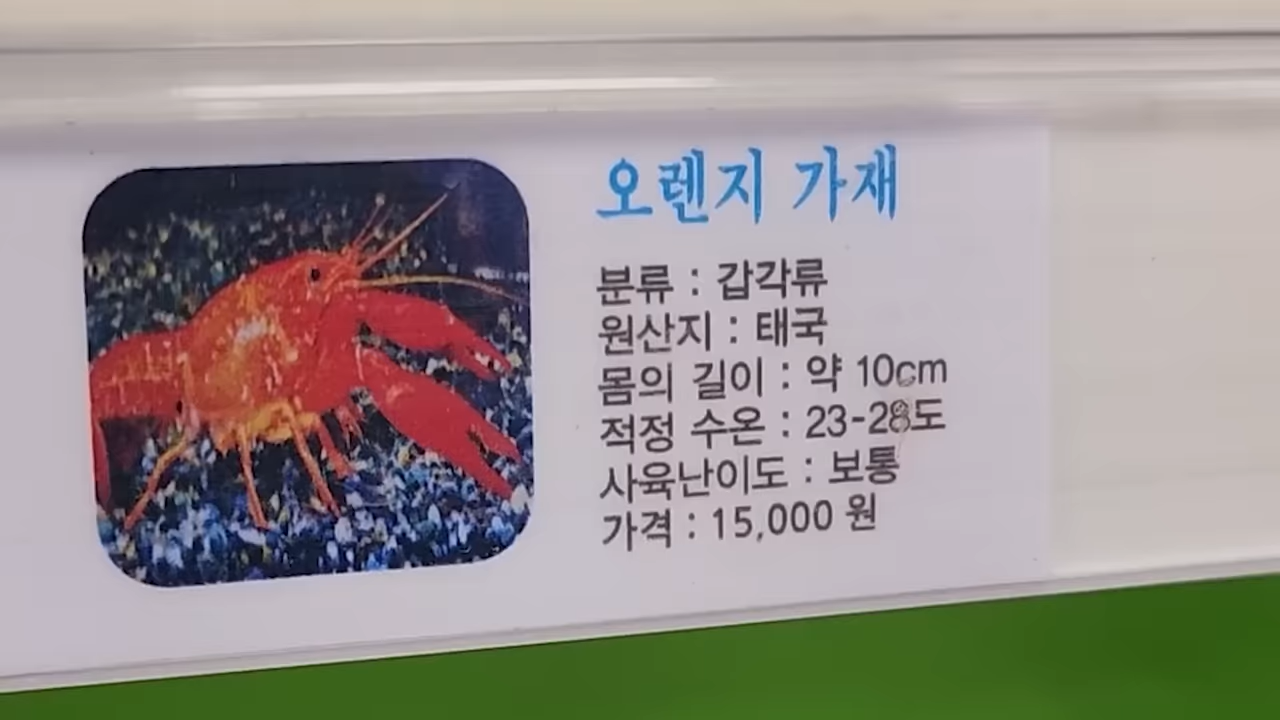 오렌지 가재
분류 : 갑각류
원산지 : 태국
몸의 길이 : 약 10cm
적정 수온 : 23-28도
사육난이도 : 보통
가격 : 15,000 원